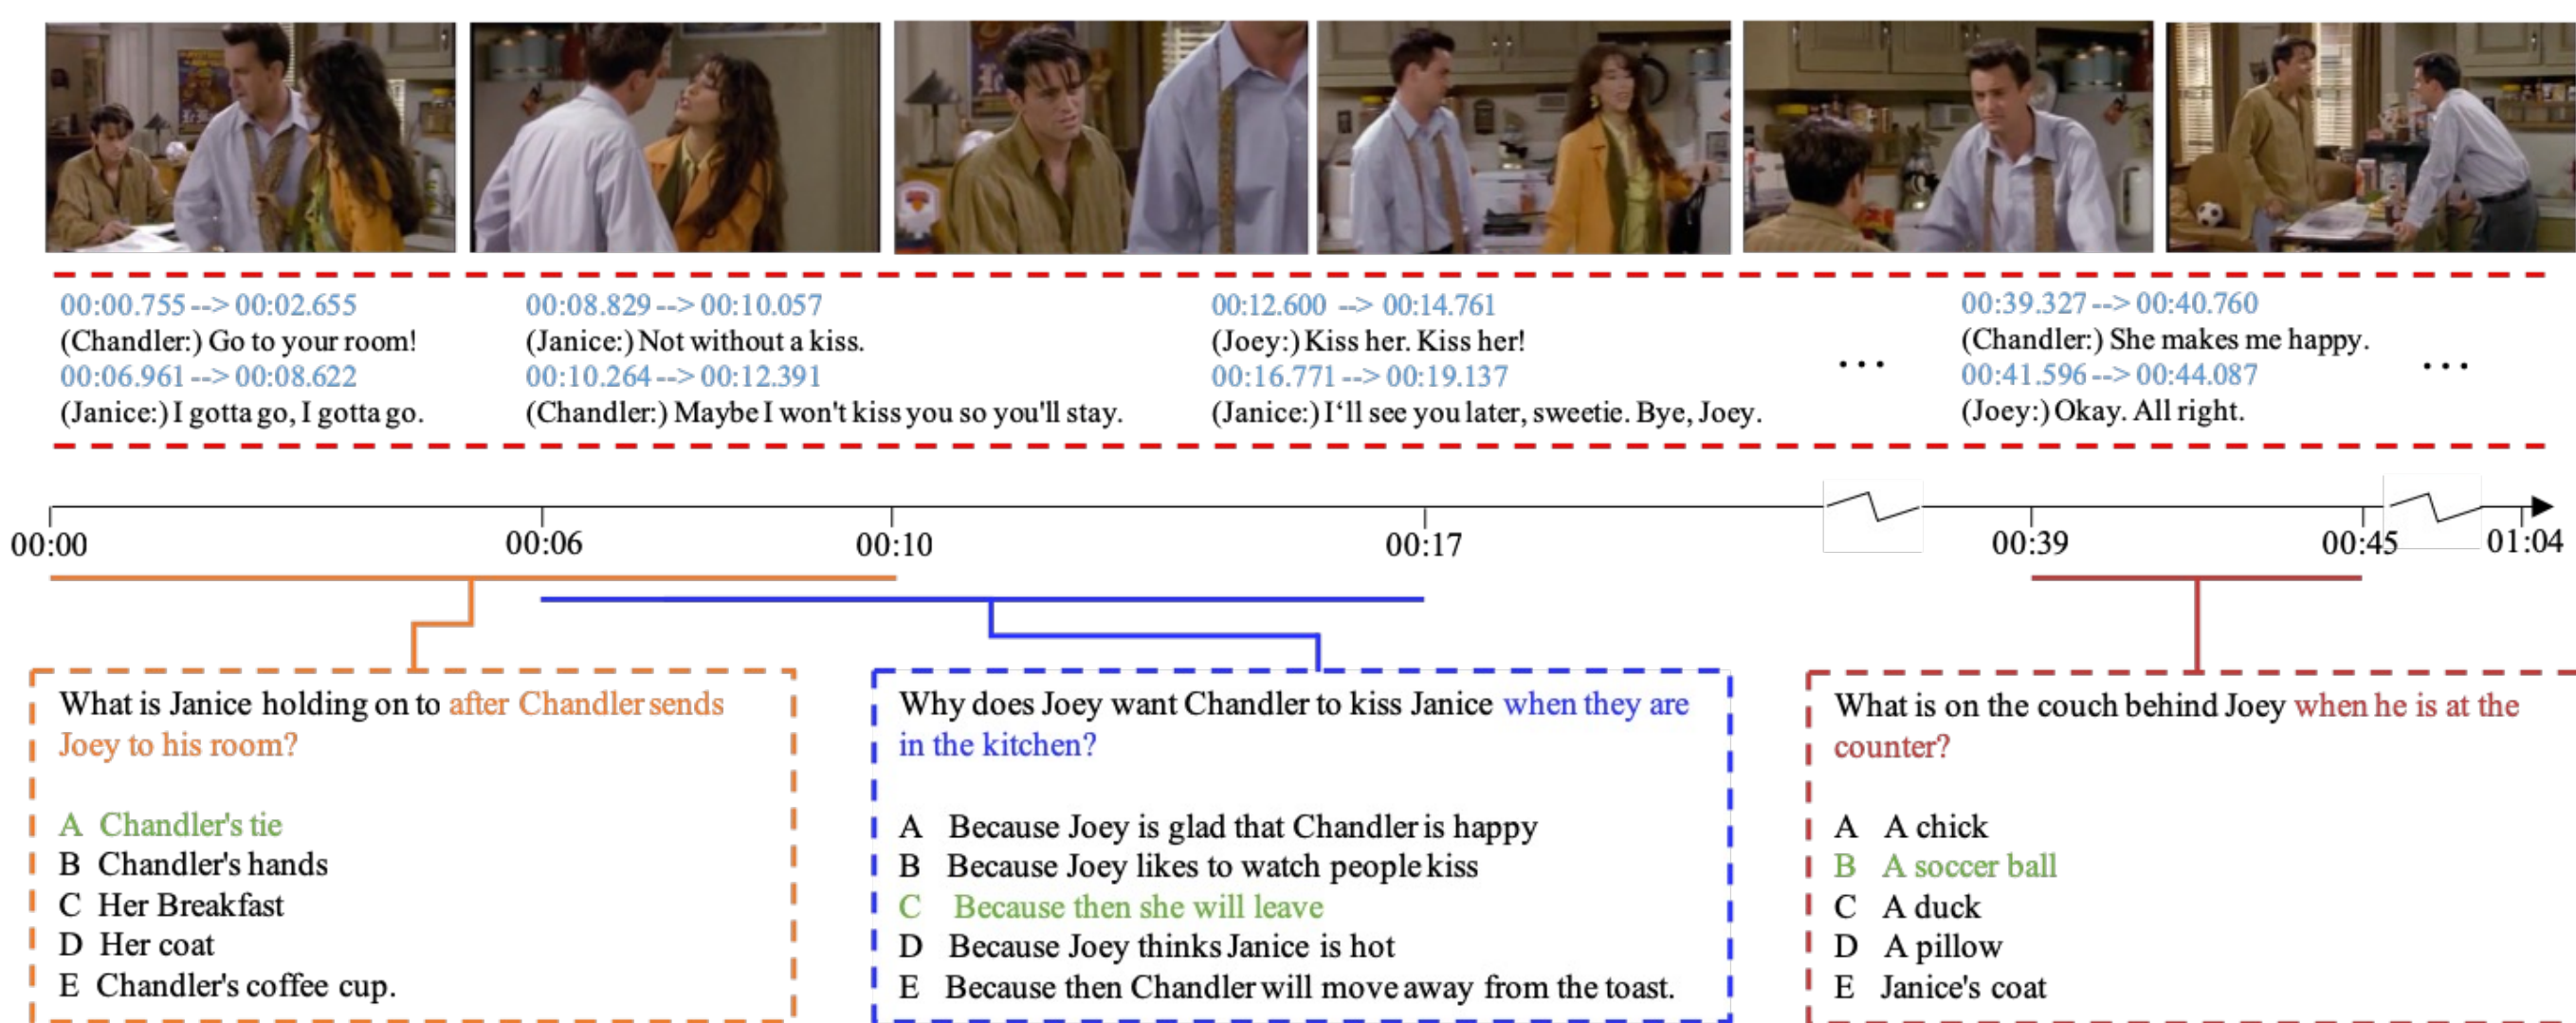 00:00.755 --> 00:02.655
(Chandler:) Go to your room!
00:06.961 --> 00:08.622
(Janice:) I gotta go, I gotta go.
00:08.829 --> 00:10.057
(Janice:) Not without a kiss.
00:10.264 --> 00:12.391
(Chandler:) Maybe I won't kiss you so you'll stay.
00:12.600 --> 00:14.761
(Joey:) Kiss her. Kiss her!
00:16.771 --> 00:19.137
(Janice:) I‘ll see you later, sweetie. Bye, Joey.
...
00:39.327 --> 00:40.760
(Chandler:) She makes me happy.
00:41.596 --> 00:44.087
(Joey:) Okay. All right.
...
00:00 00:06 00:10 00:17 00:39 00:45 01:04
What is Janice holding on to after Chandler sends
Joey to his room?
A Chandler's tie
B Chandler's hands
C Her Breakfast
D Her coat
E Chandler's coffee cup.
Why does Joey want Chandler to kiss Janice when they are
in the kitchen?
A Because Joey is glad that Chandler is happy
B Because Joey likes to watch people kiss
C Because then she will leave
D Because Joey thinks Janice is hot
E Because then Chandler will move away from the toast.
What is on the couch behind Joey when he is at the
counter?
A A chick
B A soccer ball
C A duck
D A pillow
E Janice's coat